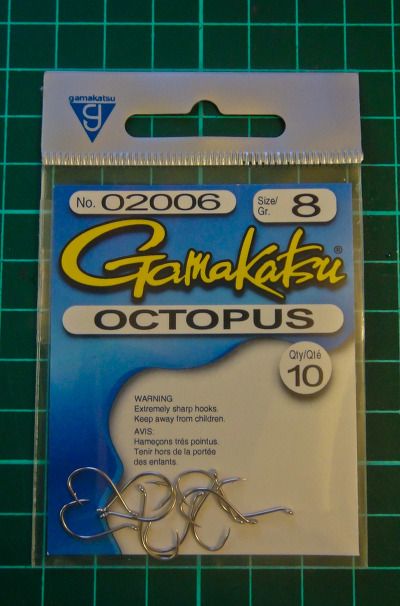 gamakatsu
No. 02006
Size/Gr. 8
Gamakatsu®
OCTOPUS
Qty/Qté
10
WARNING
Extremely sharp hooks.
Keep away from children.
AVIS:
Hameçons trés pointus.
Tenir hors de la portée
des enfants.